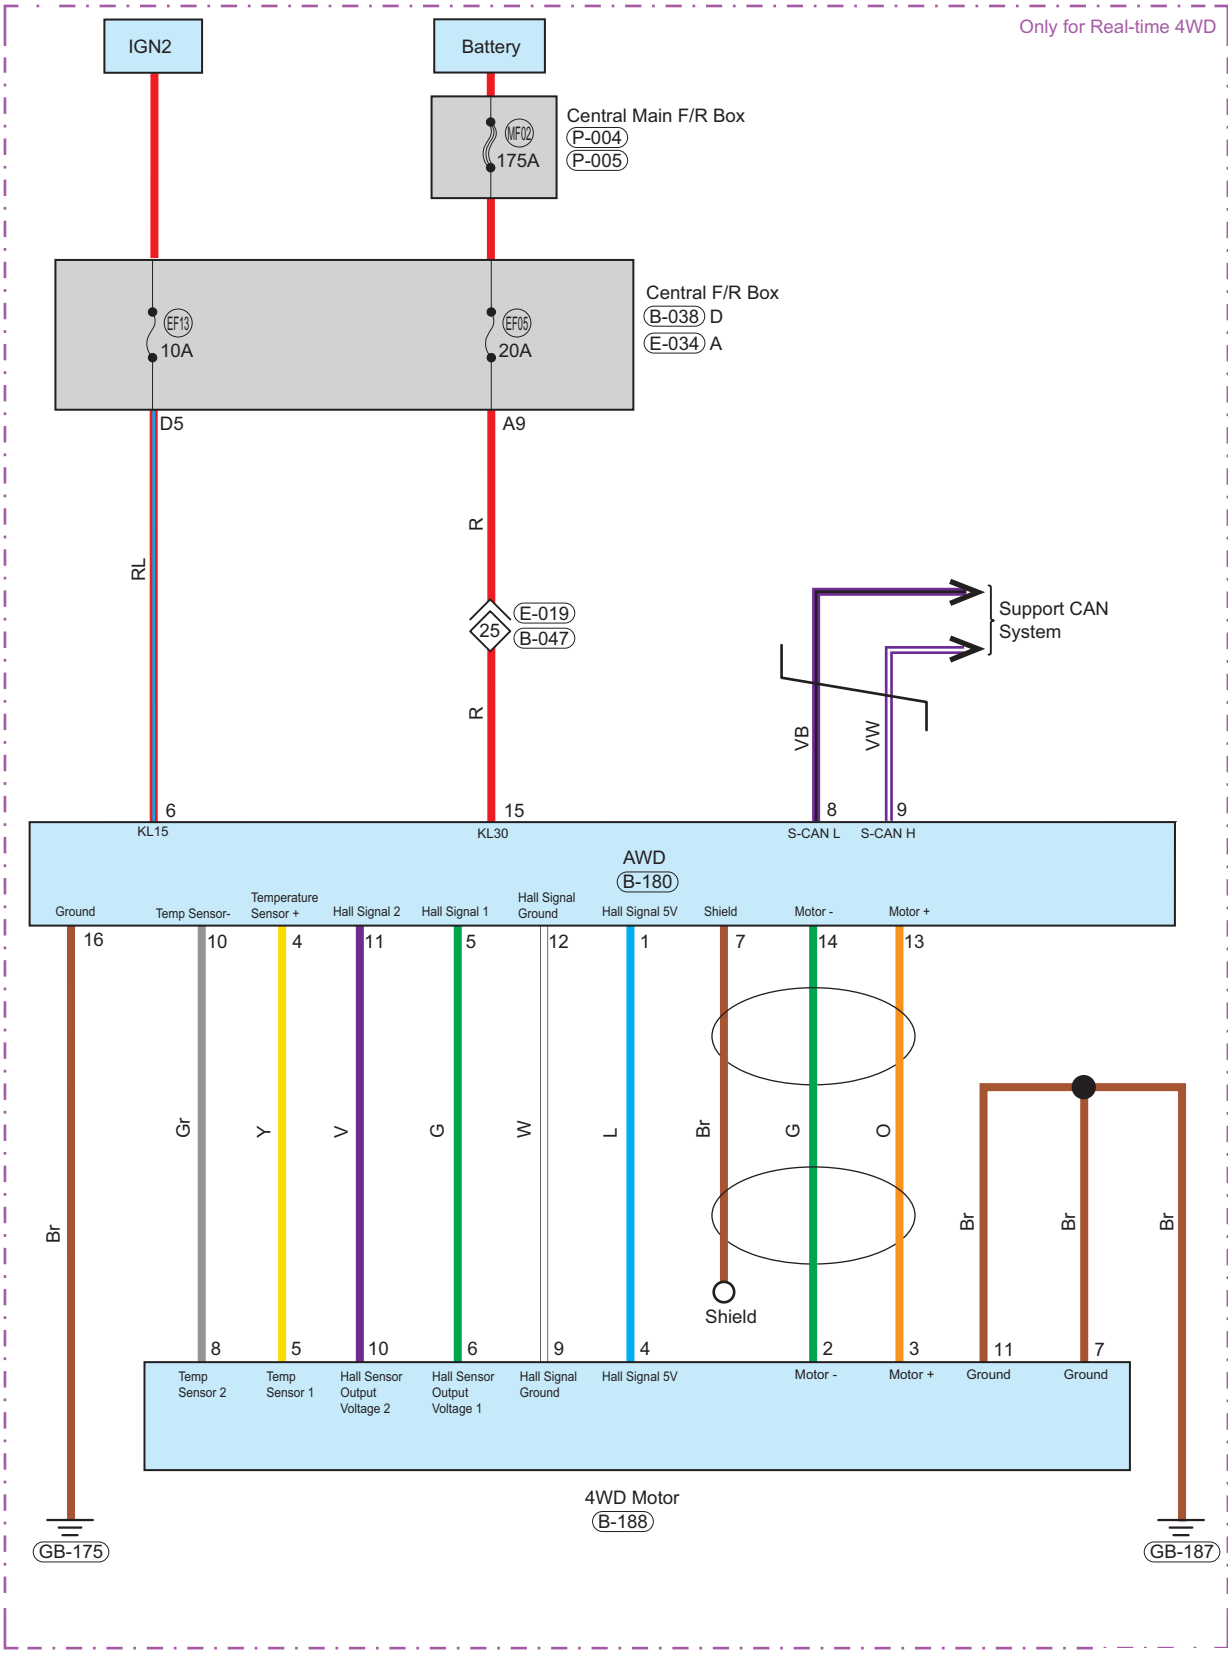 Only for Real-time 4WD
IGN2
Battery
Central Main F/R Box
P-004
P-005
MF02
175A
Central F/R Box
B-038 D
E-034 A
EF13
10A
EF05
20A
D5
A9
R
RL
25
E-019
B-047
R
Support CAN
System
VB
VW
6
15
8
9
KL15
KL30
S-CAN L
S-CAN H
AWD
B-180
Ground
Temp Sensor-
Temperature
Sensor +
Hall Signal 2
Hall Signal 1
Hall Signal
Ground
Hall Signal 5V
Shield
Motor -
Motor +
16
10
4
11
5
12
1
7
14
13
Br
Gr
Y
V
G
W
L
Br
G
O
Br
Br
Br
Shield
8
5
10
6
9
4
2
3
11
7
Temp
Sensor 2
Temp
Sensor 1
Hall Sensor
Output
Voltage 2
Hall Sensor
Output
Voltage 1
Hall Signal
Ground
Hall Signal 5V
Motor -
Motor +
Ground
Ground
4WD Motor
B-188
GB-175
GB-187